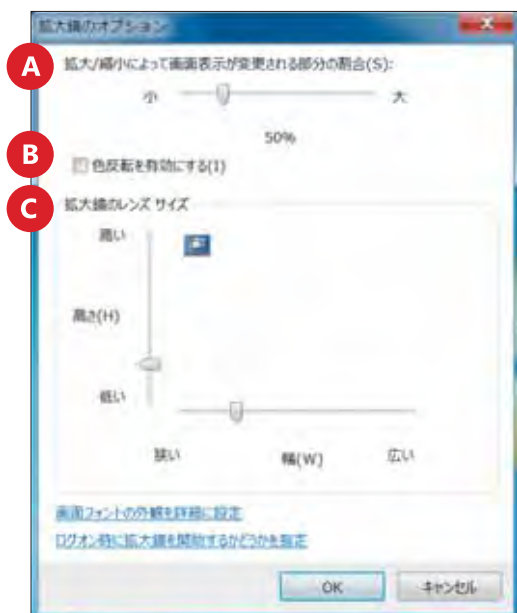 拡大鏡のオプション
A
拡大/縮小によって画面表示が変更される部分の割合(S):
小 大
50%
B
色反転を有効にする(I)
C
拡大鏡のレンズ サイズ
高い
高さ(H)
低い
狭い 幅(W) 広い
画面フォントの外観を詳細に設定
ログオン時に拡大鏡を開始するかどうかを指定
OK キャンセル